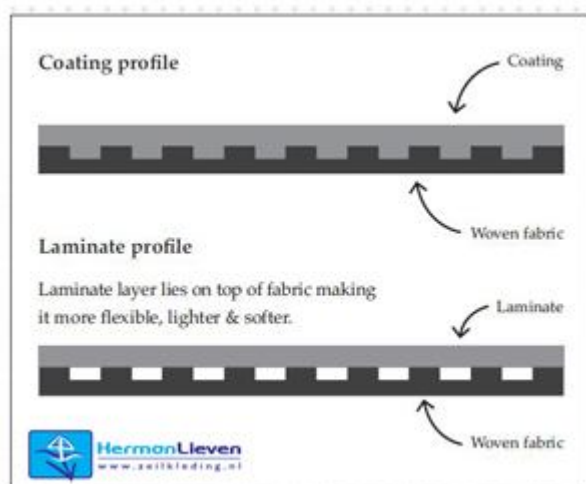 Coating profile
Coating
Woven fabric
Laminate profile
Laminate layer lies on top of fabric making
it more flexible, lighter & softer.
Laminate
Woven fabric
HermanLieven
www.zeilkleding.nl